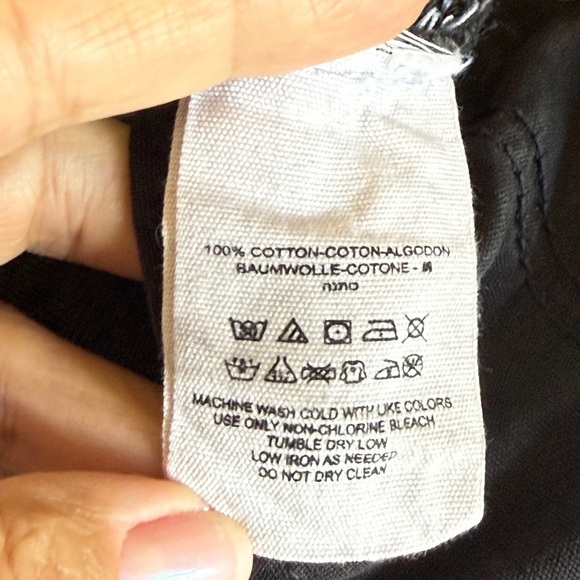 100% COTTON-COTON-ALGODON
BAUMWOLLE-COTONE -
כותנה
MACHINE WASH COLD WITH LIKE COLORS
USE ONLY NON-CHLORINE BLEACH
TUMBLE DRY LOW
LOW IRON AS NEEDED
DO NOT DRY CLEAN